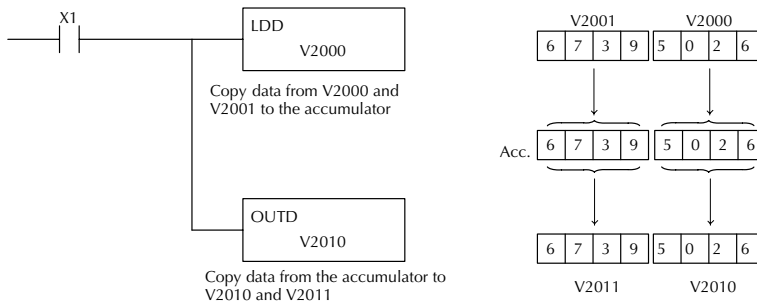 X1
LDD
V2000
Copy data from V2000 and
V2001 to the accumulator
OUTD
V2010
Copy data from the accumulator to
V2010 and V2011
V2001 V2000
6 7 3 9 5 0 2 6
Acc. 6 7 3 9 5 0 2 6
6 7 3 9 5 0 2 6
V2011 V2010